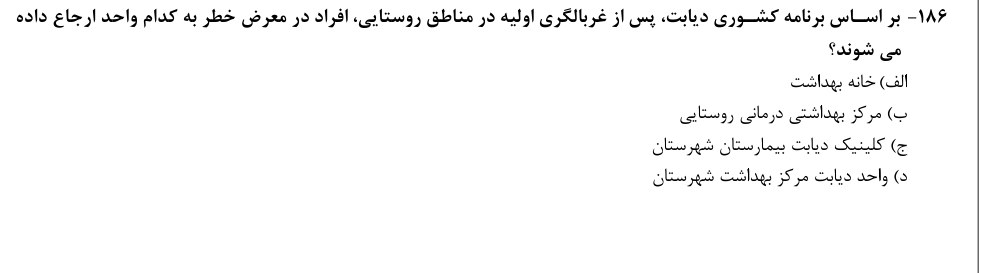 ۱۸۶- بر اســاس برنامه کشــوری دیابت، پس از غربالگری اولیه در مناطق روستایی، افراد در معرض خطر به کدام واحد ارجاع داده
می شوند؟
الف) خانه بهداشت
ب) مرکز بهداشتی درمانی روستایی
ج) کلینیک دیابت بیمارستان شهرستان
د) واحد دیابت مرکز بهداشت شهرستان